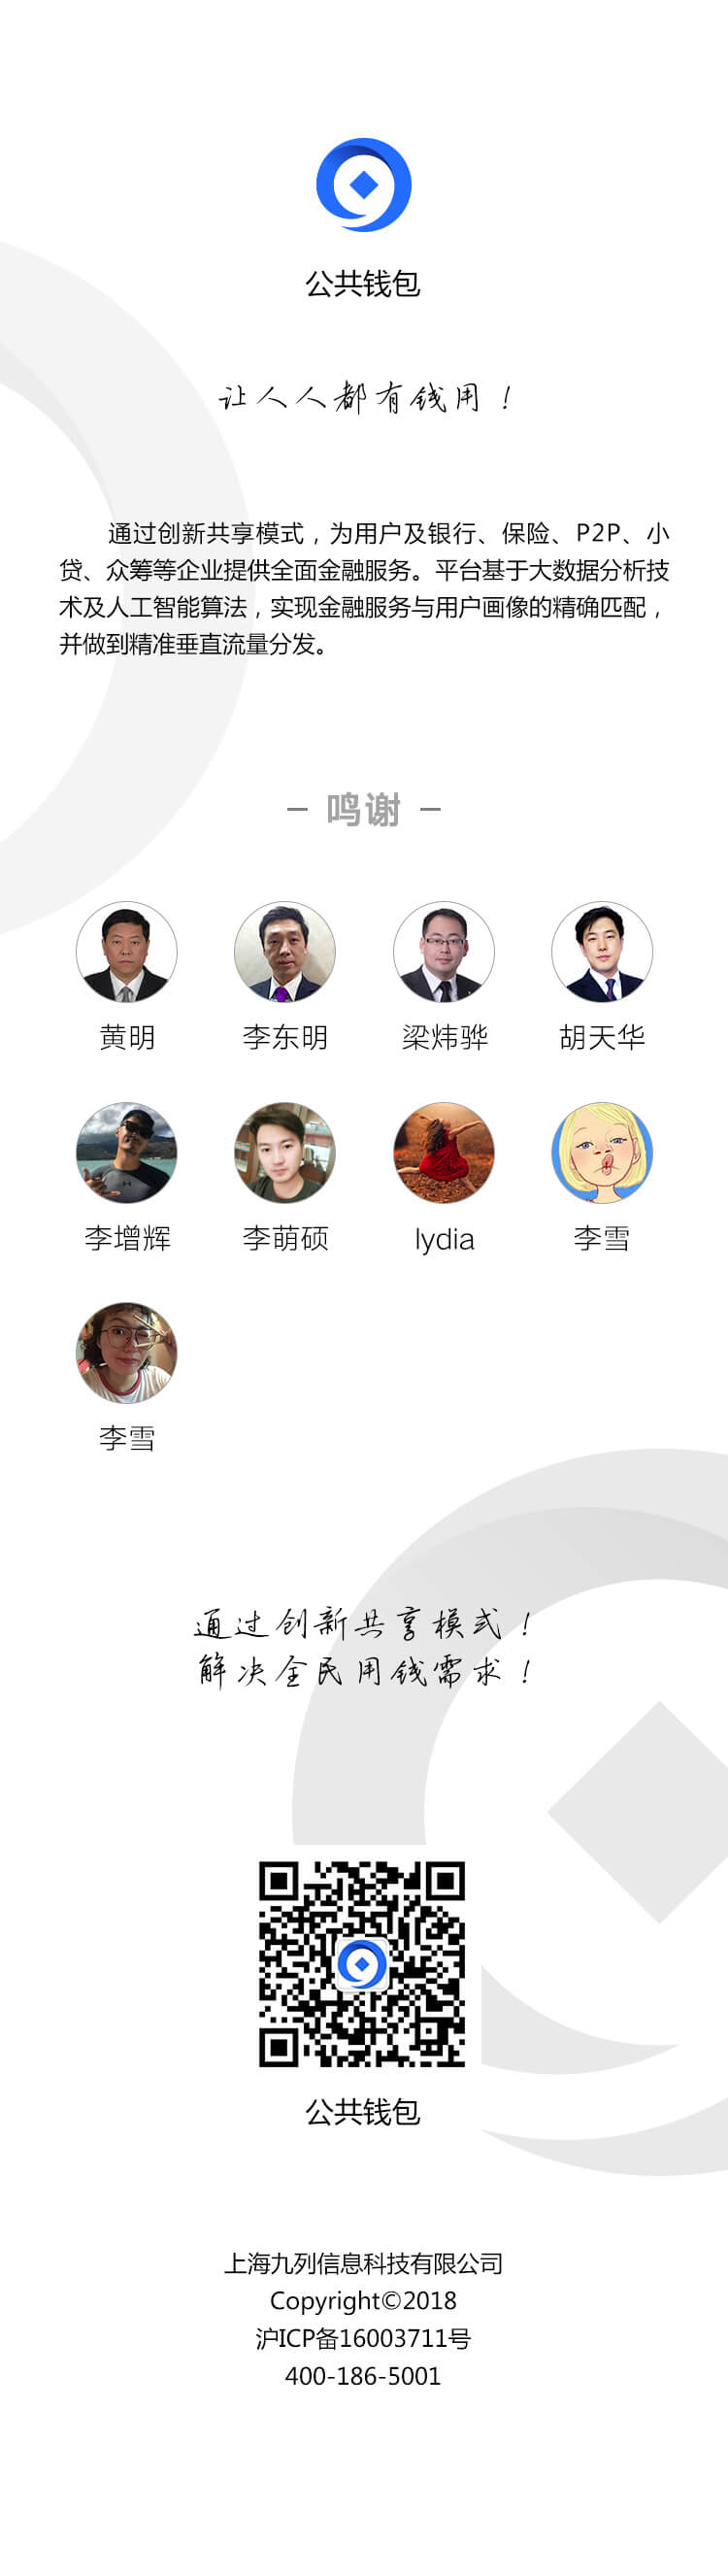 公共钱包
让人人都有钱用！
通过创新共享模式，为用户及银行、保险、P2P、小
贷、众筹等企业提供全面金融服务。平台基于大数据分析技
术及人工智能算法，实现金融服务与用户画像的精确匹配，
并做到精准垂直流量分发。
– 鸣谢 –
黄明 李东明 梁炜骅 胡天华
李增辉 李萌硕 lydia 李雪
李雪
通过创新共享模式！
解决全民用钱需求！
公共钱包
上海九列信息科技有限公司
Copyright©2018
沪ICP备16003711号
400-186-5001